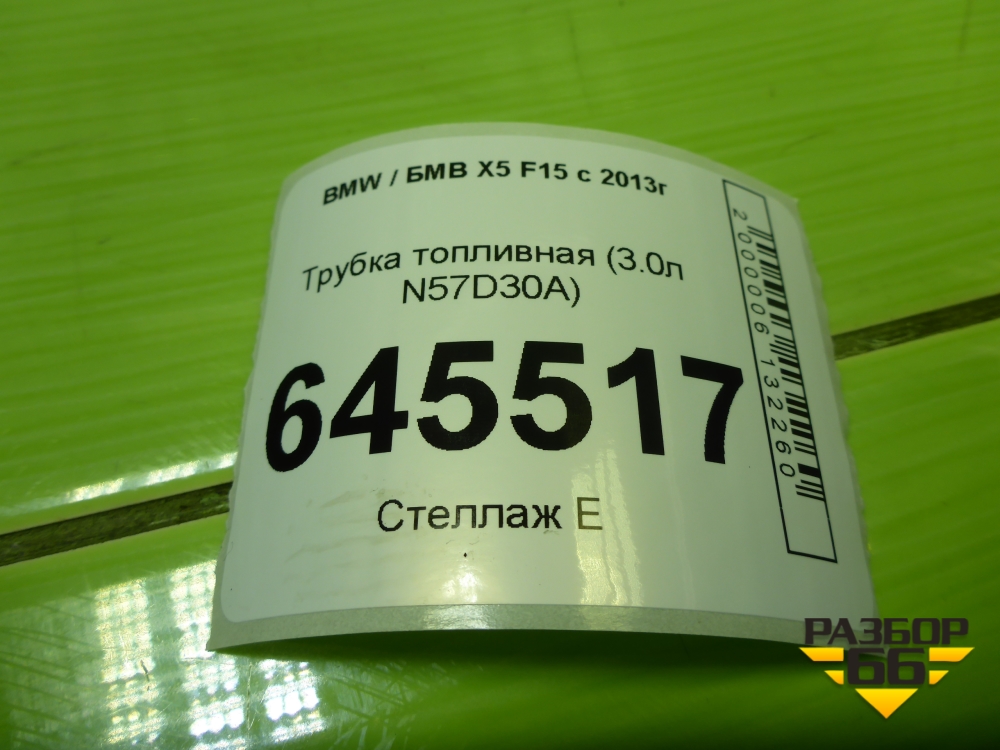 BMW / БМВ X5 F15 с 2013г
Трубка топливная (3.0л
N57D30A)
645517
Стеллаж Е
2000006132260
РАЗБОР
66